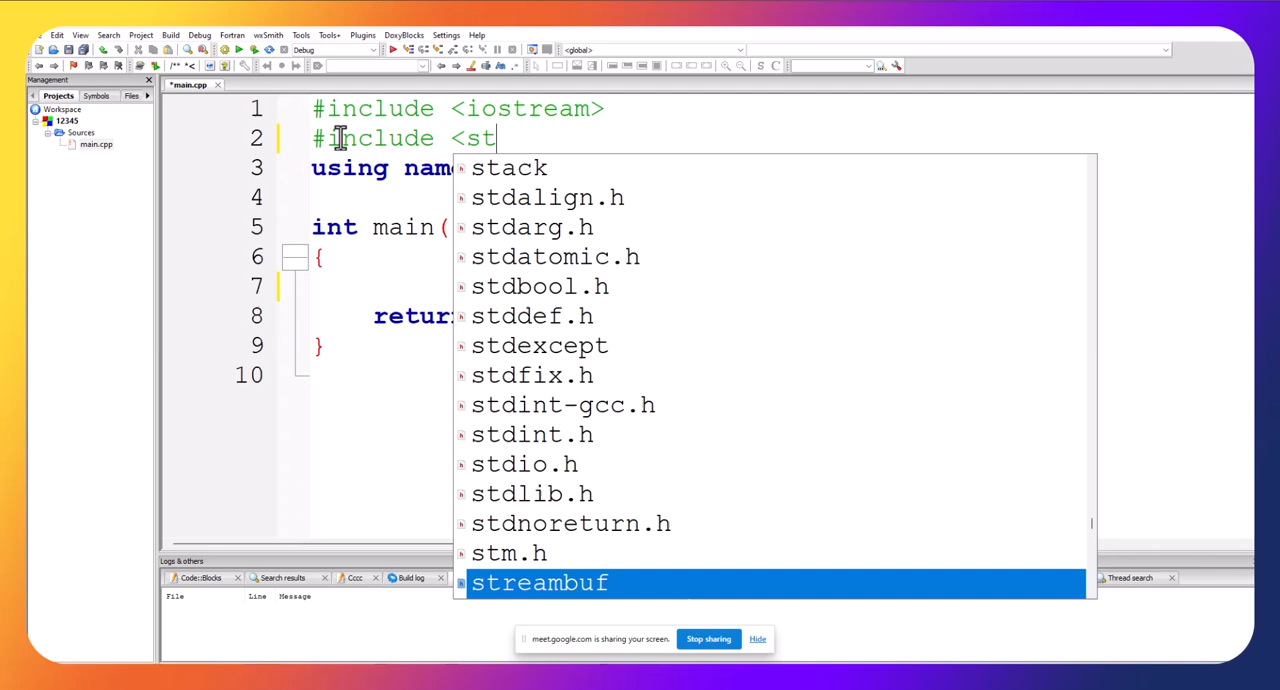 Edit View Search Project Build Debug Fortran wxSmith Tools Tools+ Plugins DoxyBlocks Settings Help
Debug
<global>
/** *<
S C
Management
*main.cpp
Projects Symbols Files
Workspace
12345
Sources
main.cpp
1 #include <iostream>
2 #include <st
3 using name
4
5 int main(
6 {
7
8 return
9 }
10
stack
stdalign.h
stdarg.h
stdatomic.h
stdbool.h
stddef.h
stdexcept
stdfix.h
stdint-gcc.h
stdint.h
stdio.h
stdlib.h
stdnoreturn.h
stm.h
streambuf
Logs & others
Code::Blocks Search results Cccc Build log Thread search
File Line Message
meet.google.com is sharing your screen. Stop sharing Hide